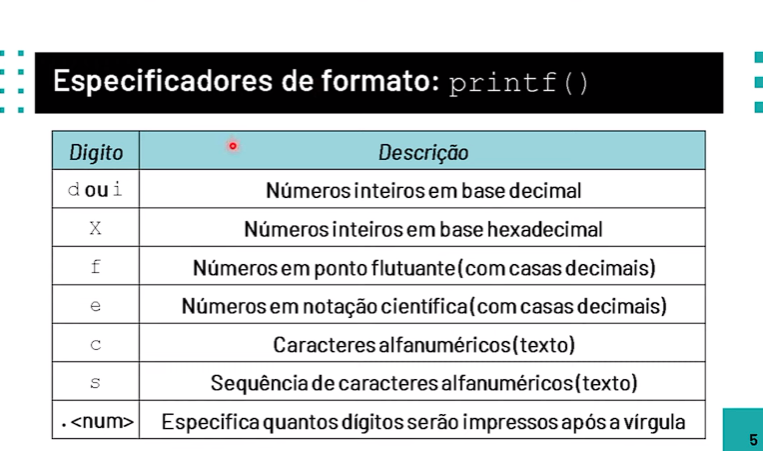 Especificadores de formato: printf()
Digito Descrição
d ou i Números inteiros em base decimal
X Números inteiros em base hexadecimal
f Números em ponto flutuante (com casas decimais)
e Números em notação científica (com casas decimais)
c Caracteres alfanuméricos (texto)
s Sequência de caracteres alfanuméricos (texto)
.<num> Especifica quantos dígitos serão impressos após a vírgula
5